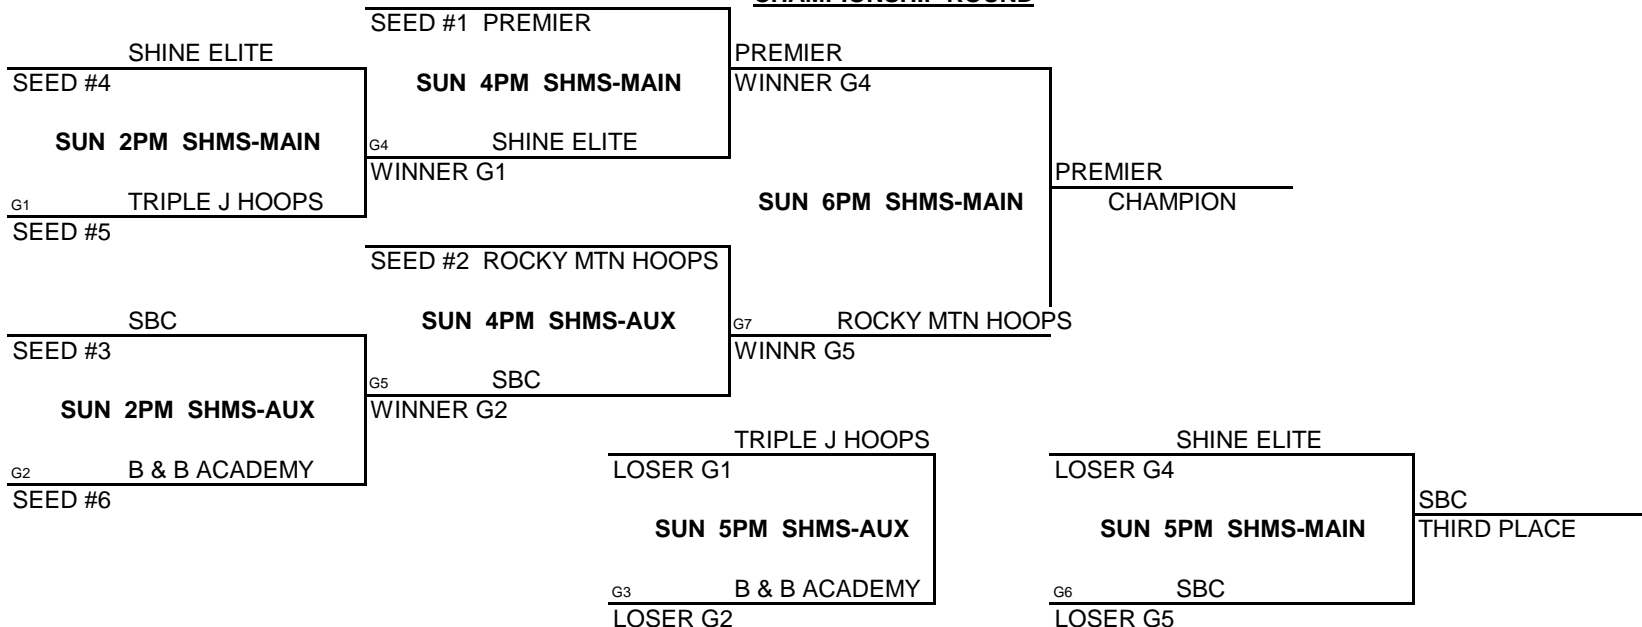 CHAMPIONSHIP ROUND
SEED #1 PREMIER
SHINE ELITE
PREMIER
SEED #4
SUN 4PM SHMS-MAIN
WINNER G4
SUN 2PM SHMS-MAIN
G4 SHINE ELITE
WINNER G1
PREMIER
G1 TRIPLE J HOOPS
SUN 6PM SHMS-MAIN
CHAMPION
SEED #5
SEED #2 ROCKY MTN HOOPS
SBC
SUN 4PM SHMS-AUX
G7 ROCKY MTN HOOPS
SEED #3
WINNR G5
G5 SBC
SUN 2PM SHMS-AUX
WINNER G2
TRIPLE J HOOPS
SHINE ELITE
G2 B & B ACADEMY
LOSER G1
LOSER G4
SEED #6
SBC
SUN 5PM SHMS-AUX
SUN 5PM SHMS-MAIN
THIRD PLACE
G3 B & B ACADEMY
G6 SBC
LOSER G2
LOSER G5